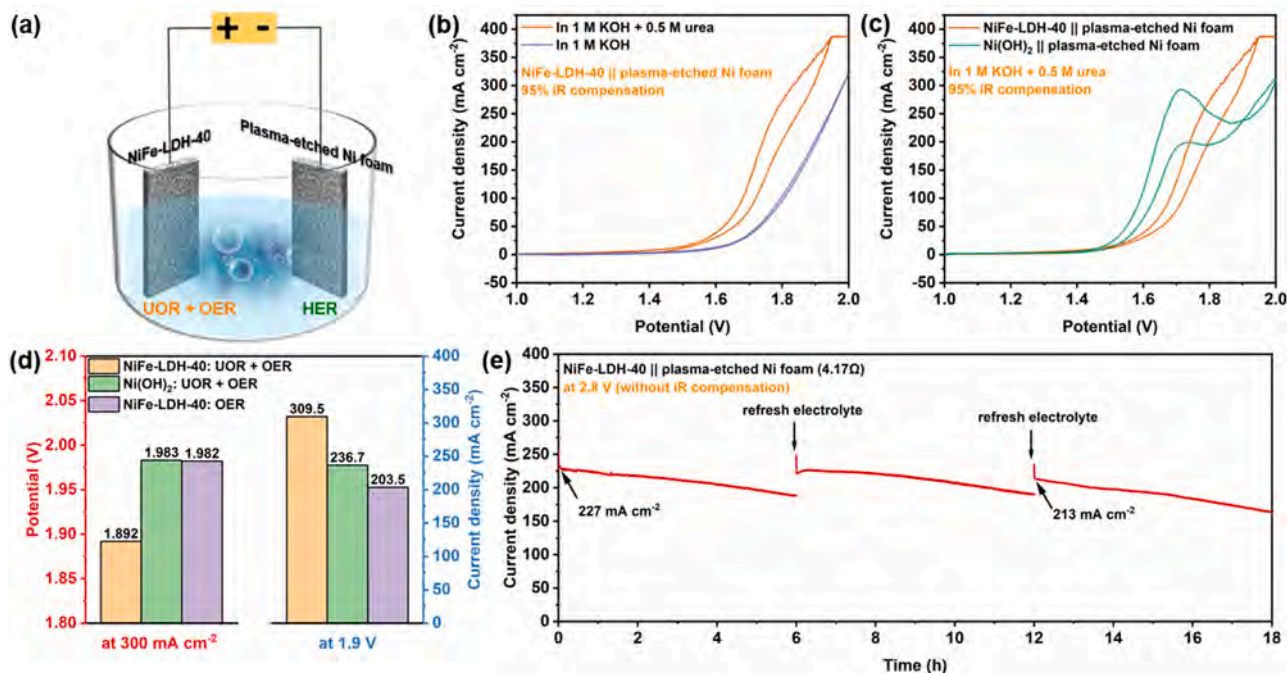 (a)
+ -
NiFe-LDH-40
Plasma-etched Ni foam
UOR + OER
HER
(b)
In 1 M KOH + 0.5 M urea
In 1 M KOH
NiFe-LDH-40 || plasma-etched Ni foam
95% iR compensation
Current density (mA cm⁻²)
400
350
300
250
200
150
100
50
0
-50
1.0
1.2
1.4
1.6
1.8
2.0
Potential (V)
(c)
NiFe-LDH-40 || plasma-etched Ni foam
Ni(OH)₂ || plasma-etched Ni foam
In 1 M KOH + 0.5 M urea
95% iR compensation
Current density (mA cm⁻²)
400
350
300
250
200
150
100
50
0
-50
1.0
1.2
1.4
1.6
1.8
2.0
Potential (V)
(d)
NiFe-LDH-40: UOR + OER
Ni(OH)₂: UOR + OER
NiFe-LDH-40: OER
Potential (V)
2.10
2.05
2.00
1.95
1.90
1.85
1.80
1.892
1.983
1.982
309.5
236.7
203.5
400
350
300
250
200
150
100
50
0
Current density (mA cm⁻²)
at 300 mA cm⁻²
at 1.9 V
(e)
NiFe-LDH-40 || plasma-etched Ni foam (4.17Ω)
at 2.8 V (without iR compensation)
refresh electrolyte
refresh electrolyte
227 mA cm⁻²
213 mA cm⁻²
Current density (mA cm⁻²)
400
350
300
250
200
150
100
50
0
0
2
4
6
8
10
12
14
16
18
Time (h)